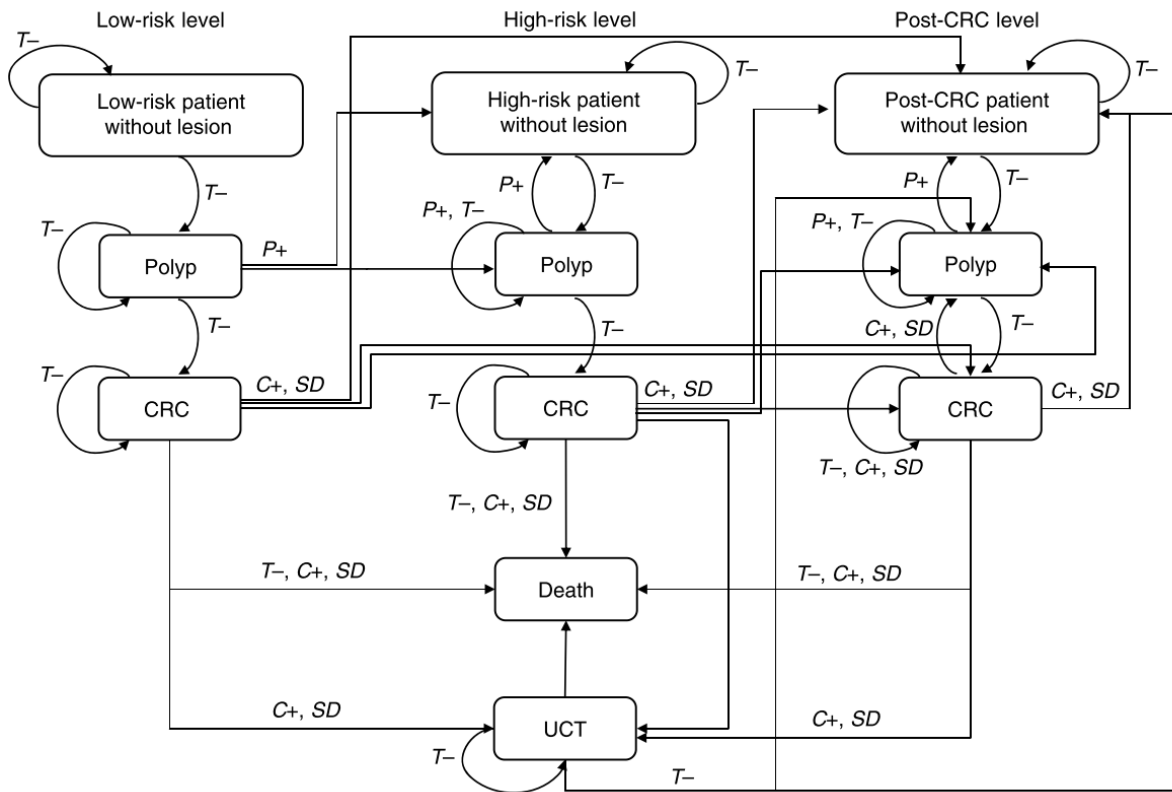 Low-risk level
High-risk level
Post-CRC level
T–
T–
T–
Low-risk patient
without lesion
High-risk patient
without lesion
Post-CRC patient
without lesion
T–
P+
T–
P+
T–
T–
P+
P+, T–
P+, T–
Polyp
Polyp
Polyp
T–
T–
C+, SD
T–
T–
C+, SD
T–
C+, SD
C+, SD
CRC
CRC
CRC
T–, C+, SD
T–, C+, SD
T–, C+, SD
T–, C+, SD
Death
C+, SD
C+, SD
UCT
T–
T–